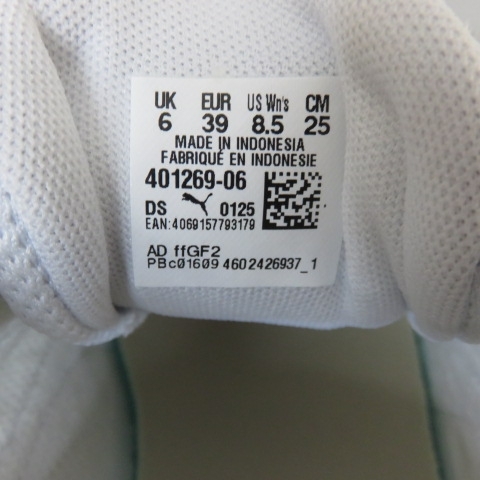 UK EUR US Wn's CM
6 39 8.5 25
MADE IN INDONESIA
FABRIQUÉ EN INDONESIE
401269-06
DS 0125
EAN:4069157793179
AD ffGF2
PBc01609 4602426937_1